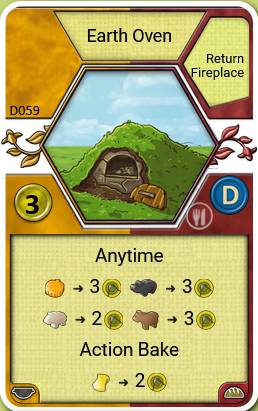 Earth Oven
Return
Fireplace
D059
3
D
Anytime
→ 3 → 3
→ 2 → 3
Action Bake
→ 2